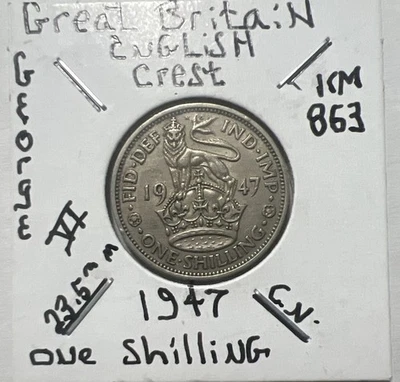 Great Britain
ENGLISH
Crest
George
VI
KM
863
·FID·DEF IND·IMP·
19 47
·ONE·SHILLING·
23.5mm
1947
C.N.
one Shilling